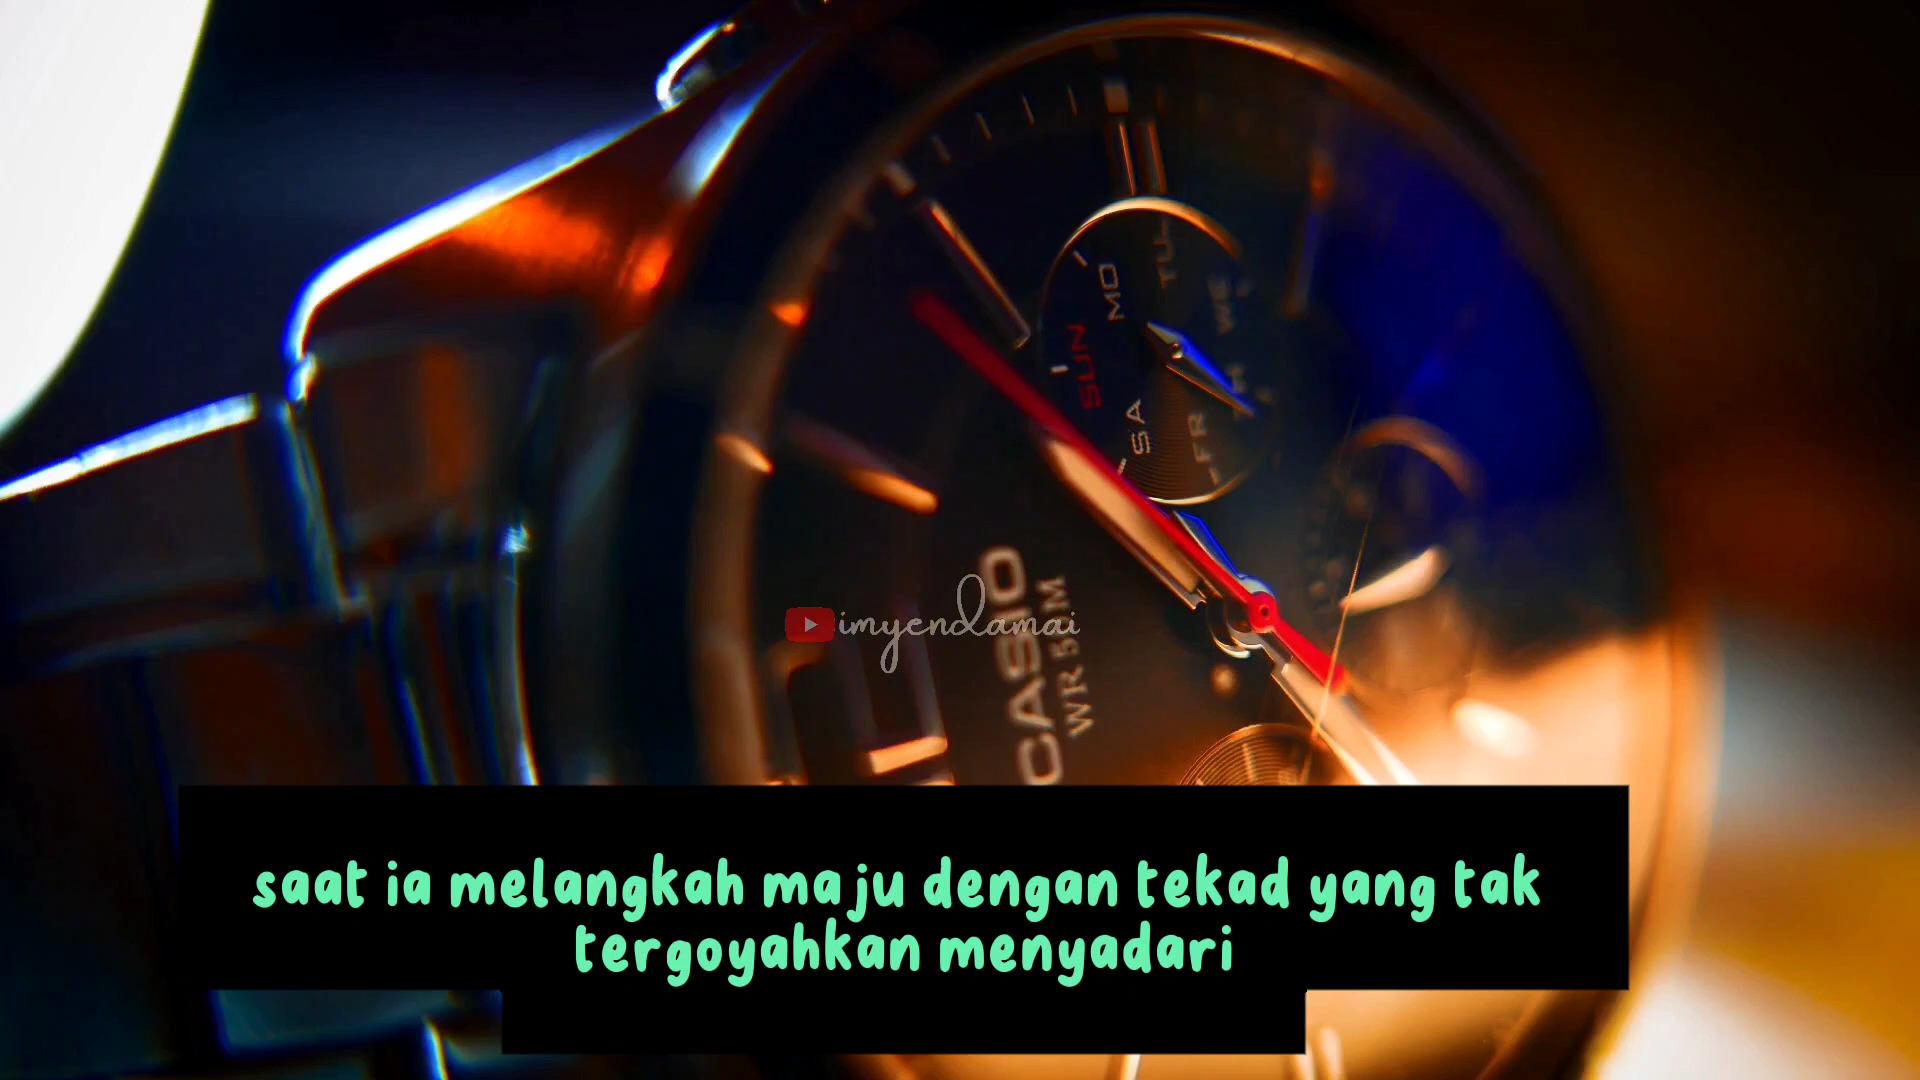 TU
MO
WE
SUN
SA
FR
CASIO
WR 5 M
imyendamai
saat ia melangkah maju dengan tekad yang tak
tergoyahkan menyadari